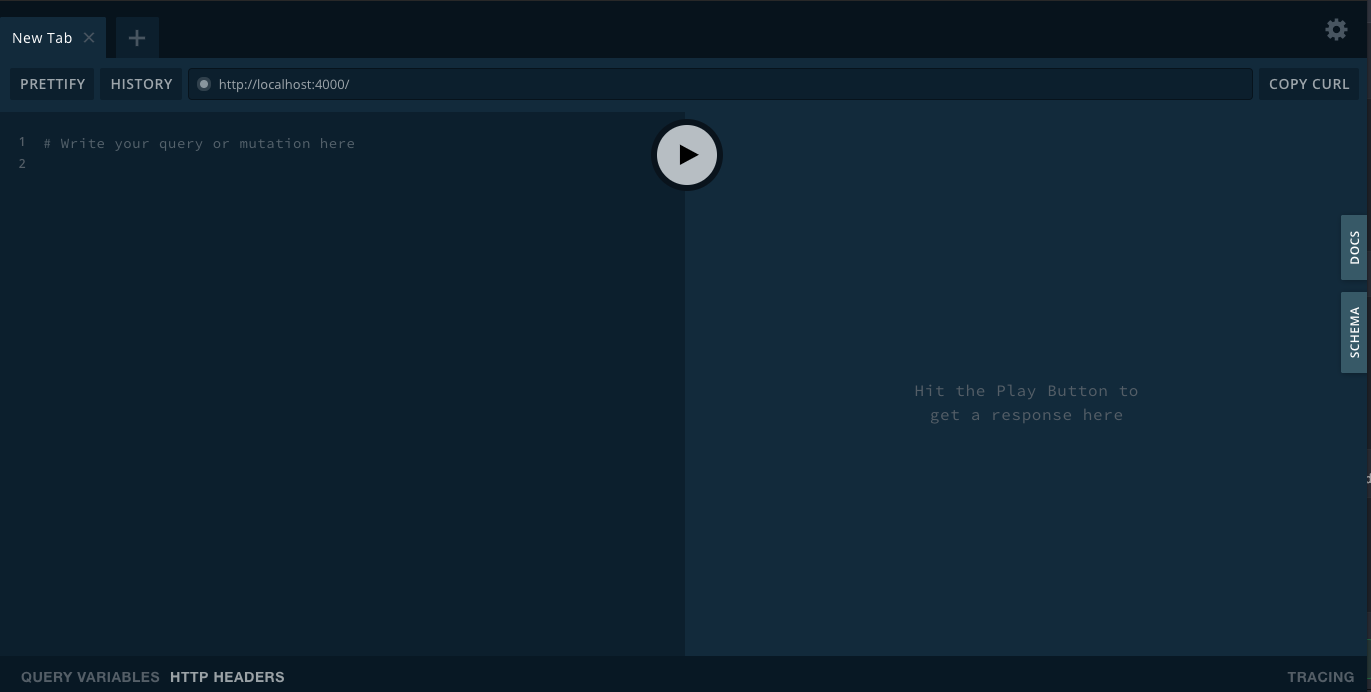 New Tab
PRETTIFY HISTORY http://localhost:4000/ COPY CURL
1 # Write your query or mutation here
2
DOCS
SCHEMA
Hit the Play Button to
get a response here
QUERY VARIABLES HTTP HEADERS TRACING